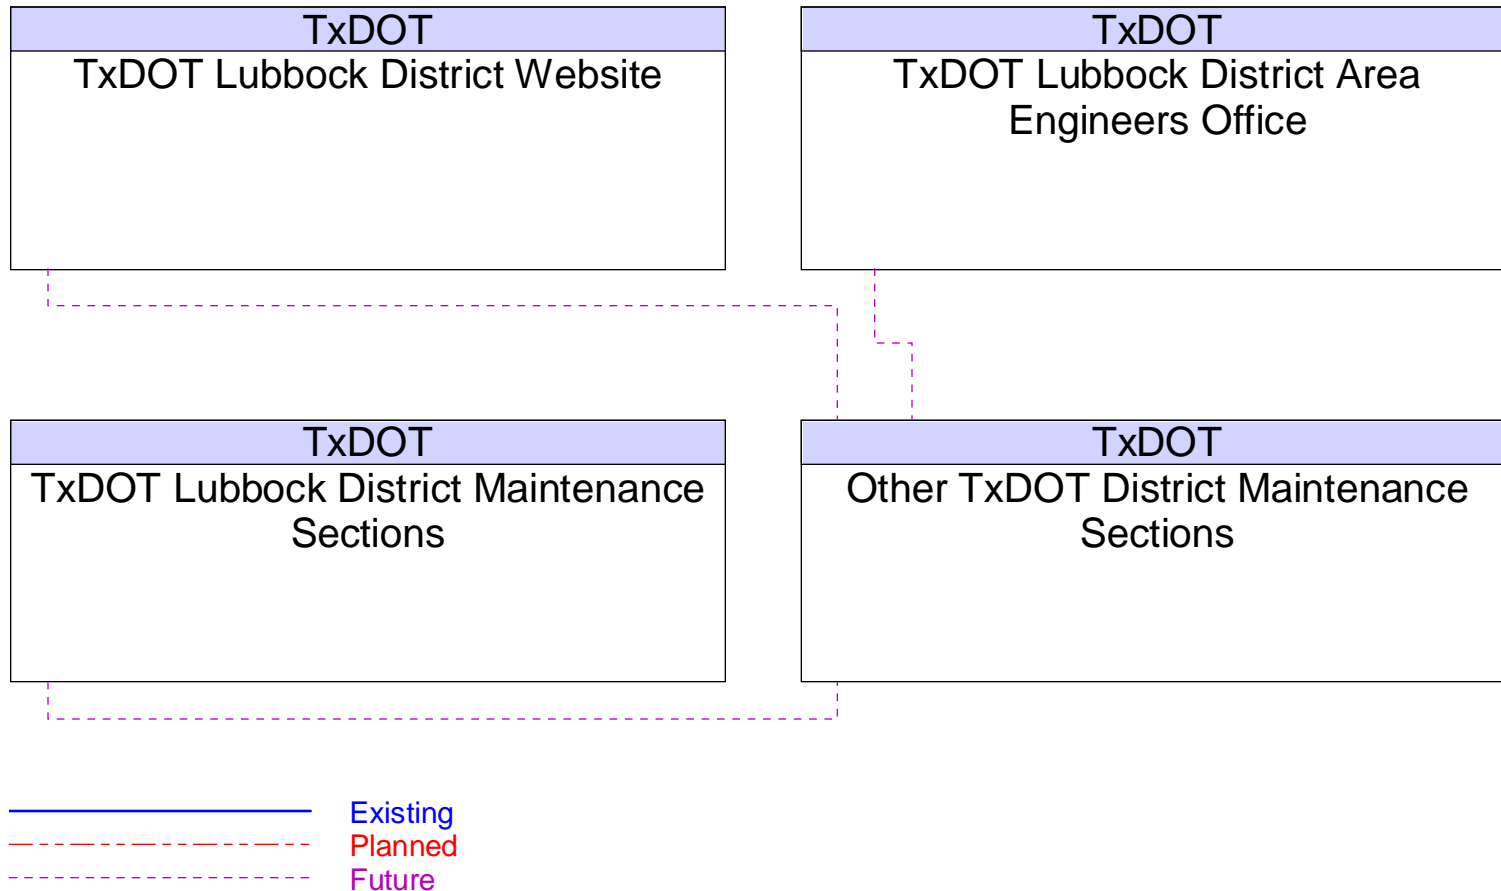 TxDOT
TxDOT Lubbock District Website
TxDOT
TxDOT Lubbock District Area
Engineers Office
TxDOT
TxDOT Lubbock District Maintenance
Sections
TxDOT
Other TxDOT District Maintenance
Sections
Existing
Planned
Future